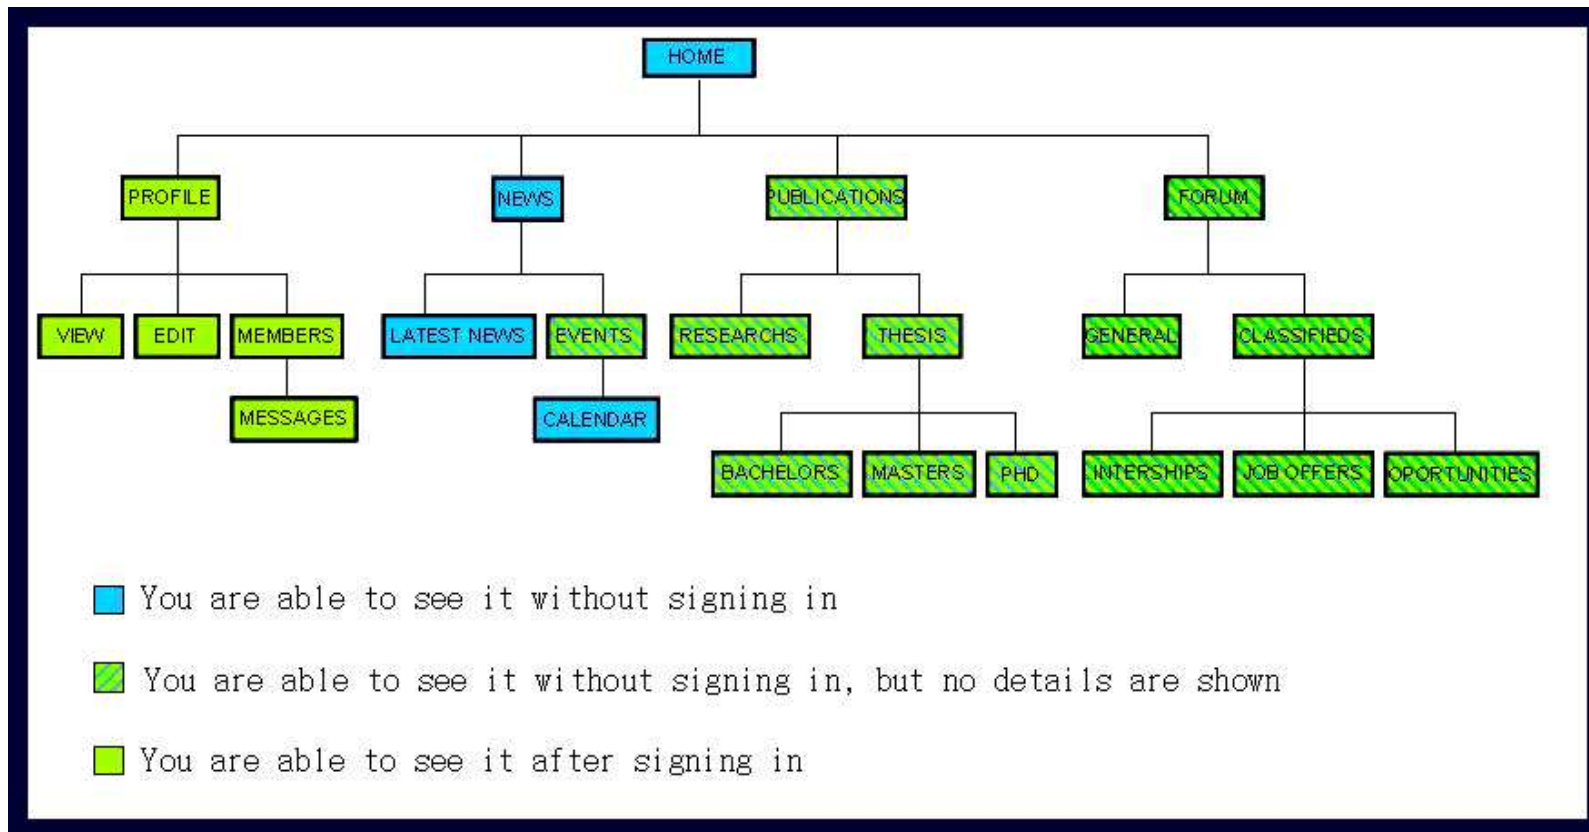 HOME
PROFILE NEWS PUBLICATIONS FORUM
VIEW EDIT MEMBERS LATEST NEWS EVENTS RESEARCHS THESIS GENERAL CLASSIFIEDS
MESSAGES CALENDAR
BACHELORS MASTERS PHD INTERSHIPS JOB OFFERS OPORTUNITIES
You are able to see it without signing in
You are able to see it without signing in, but no details are shown
You are able to see it after signing in